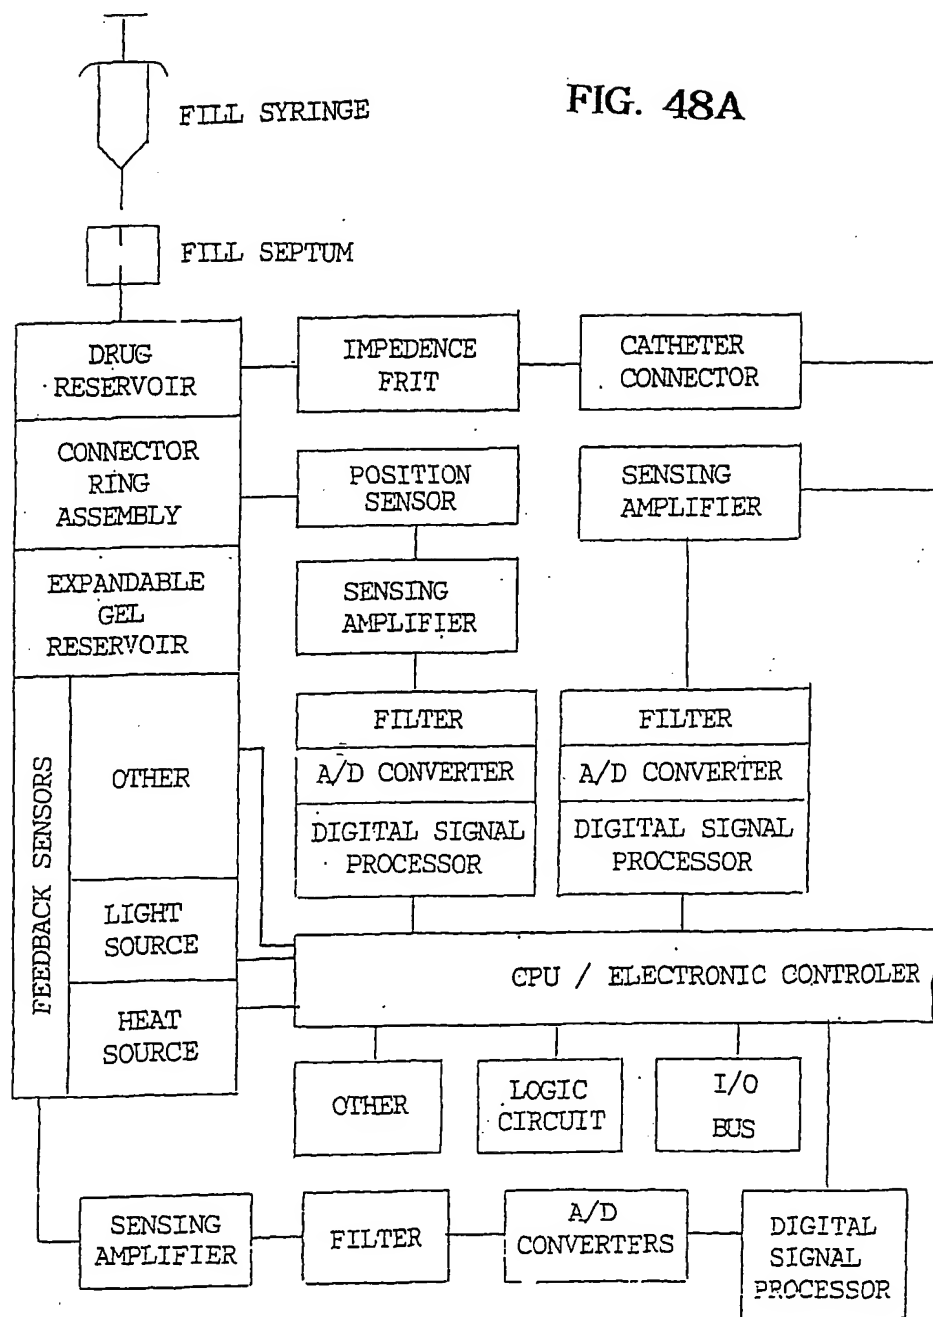 FILL SYRINGE
FIG. 48A
FILL SEPTUM
DRUG
RESERVOIR
IMPEDENCE
FRIT
CATHETER
CONNECTOR
CONNECTOR
RING
ASSEMBLY
POSITION
SENSOR
SENSING
AMPLIFIER
EXPANDABLE
GEL
RESERVOIR
SENSING
AMPLIFIER
FEEDBACK SENSORS
OTHER
FILTER
A/D CONVERTER
DIGITAL SIGNAL
PROCESSOR
FILTER
A/D CONVERTER
DIGITAL SIGNAL
PROCESSOR
LIGHT
SOURCE
HEAT
SOURCE
CPU / ELECTRONIC CONTROLER
OTHER
LOGIC
CIRCUIT
I/O
BUS
SENSING
AMPLIFIER
FILTER
A/D
CONVERTERS
DIGITAL
SIGNAL
PROCESSOR